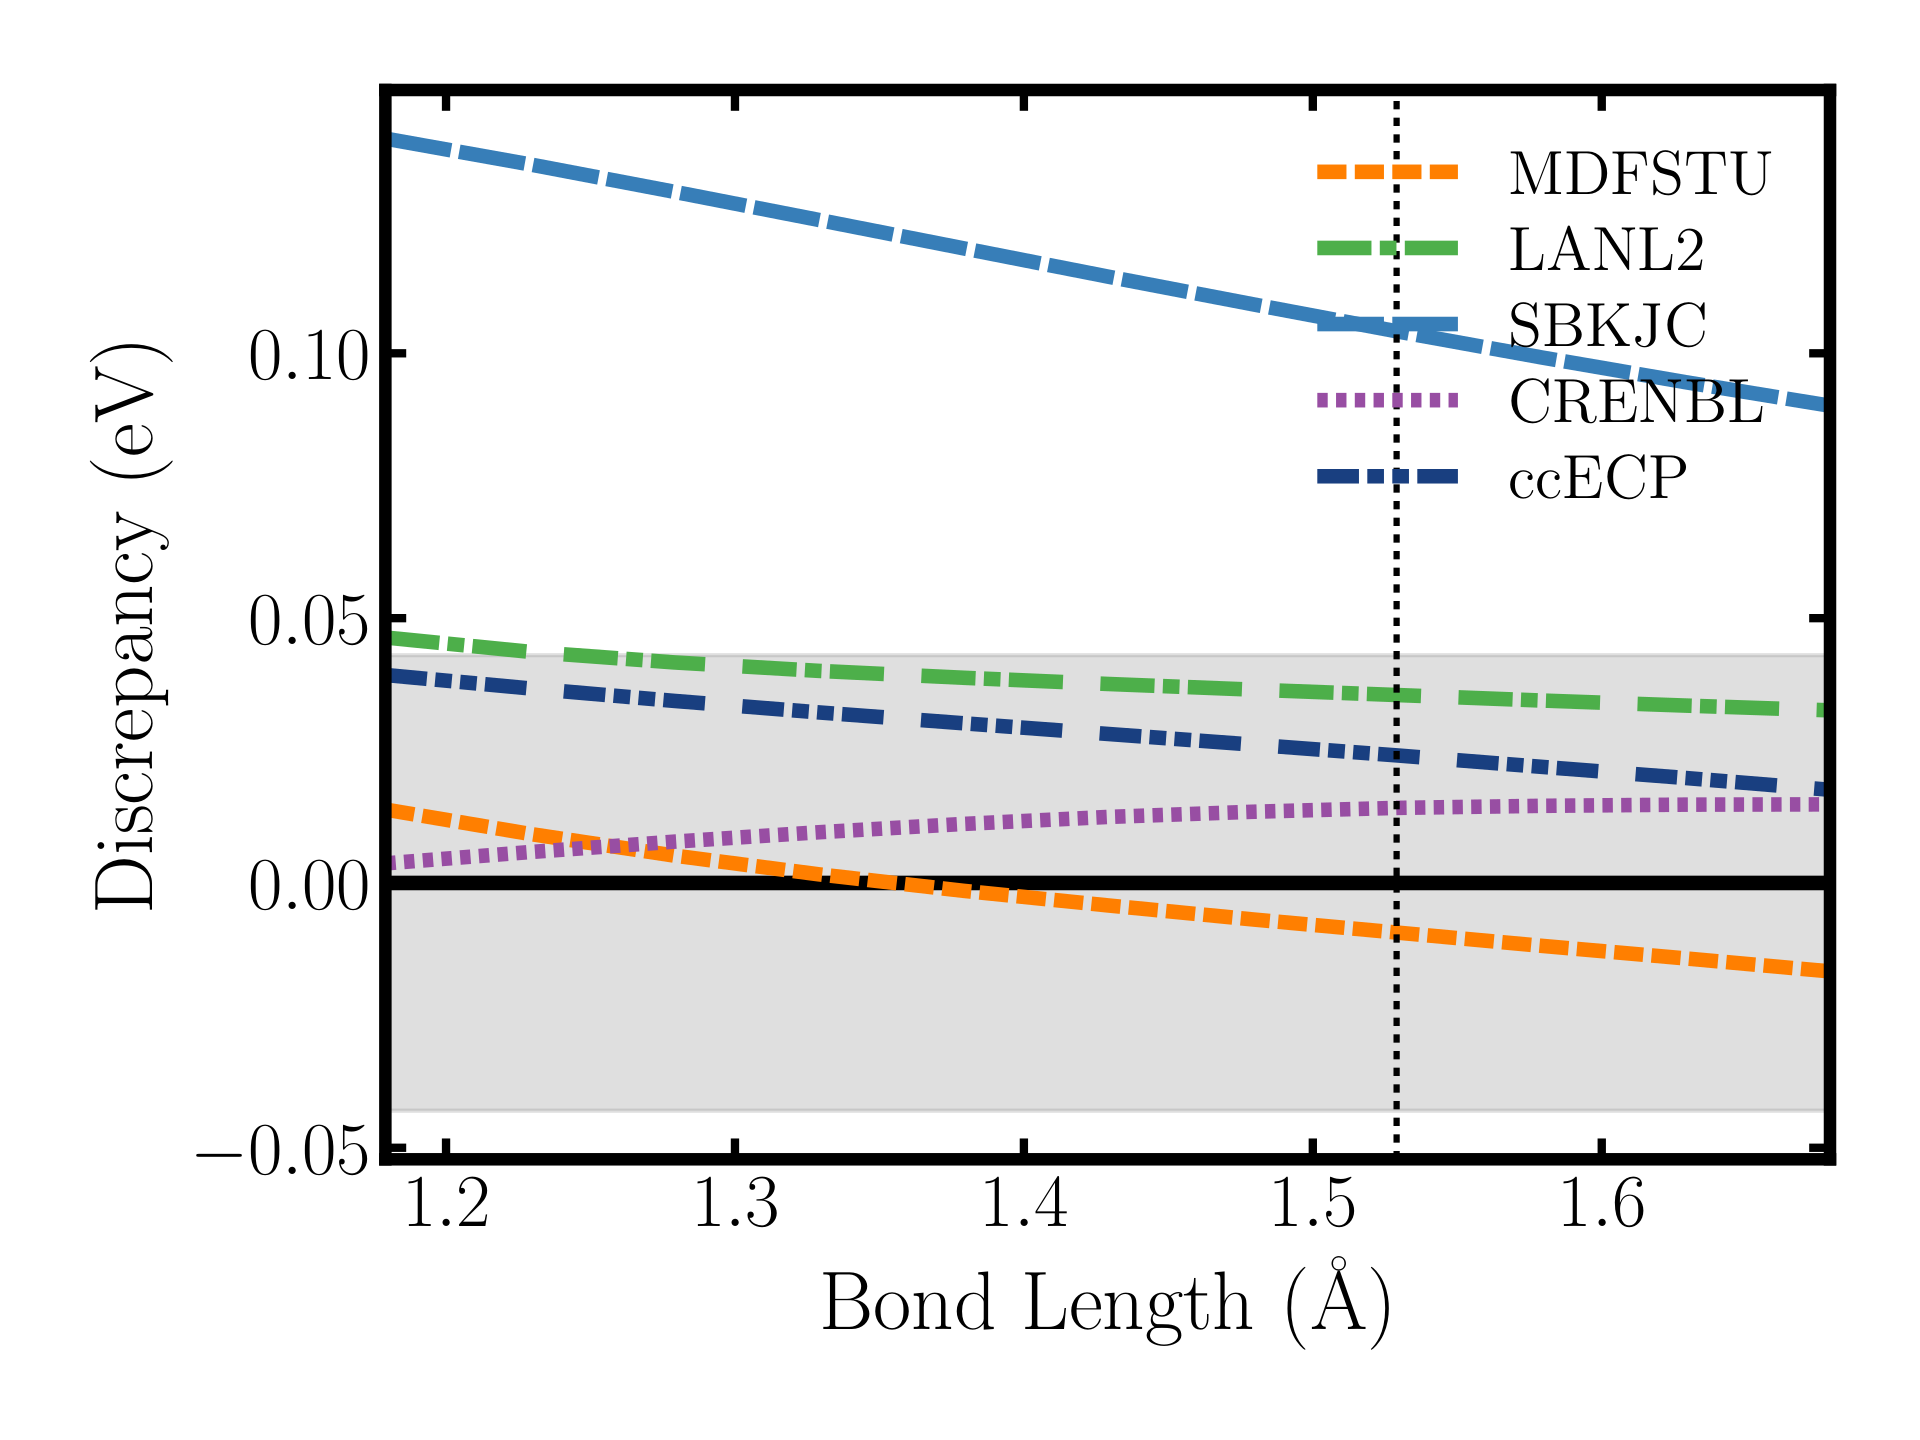 Discrepancy (eV)
0.10
0.05
0.00
−0.05
MDFSTU
LANL2
SBKJC
CRENBL
ccECP
1.2 1.3 1.4 1.5 1.6
Bond Length (Å)